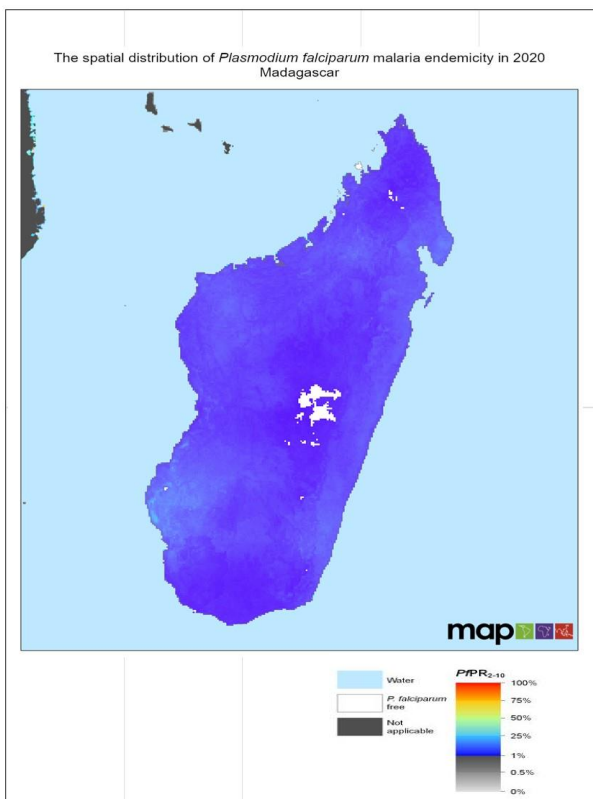 The spatial distribution of Plasmodium falciparum malaria endemicity in 2020
Madagascar
map
Water
P. falciparum
free
Not
applicable
PfPR2-10
100%
75%
50%
25%
1%
0.5%
0%